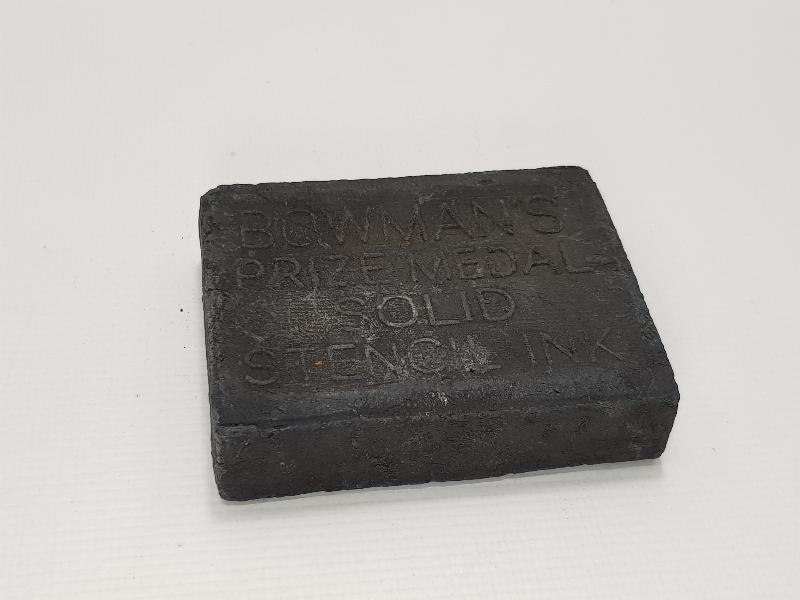 BOWMAN'S
PRIZE MEDAL
SOLID
STENCIL INK